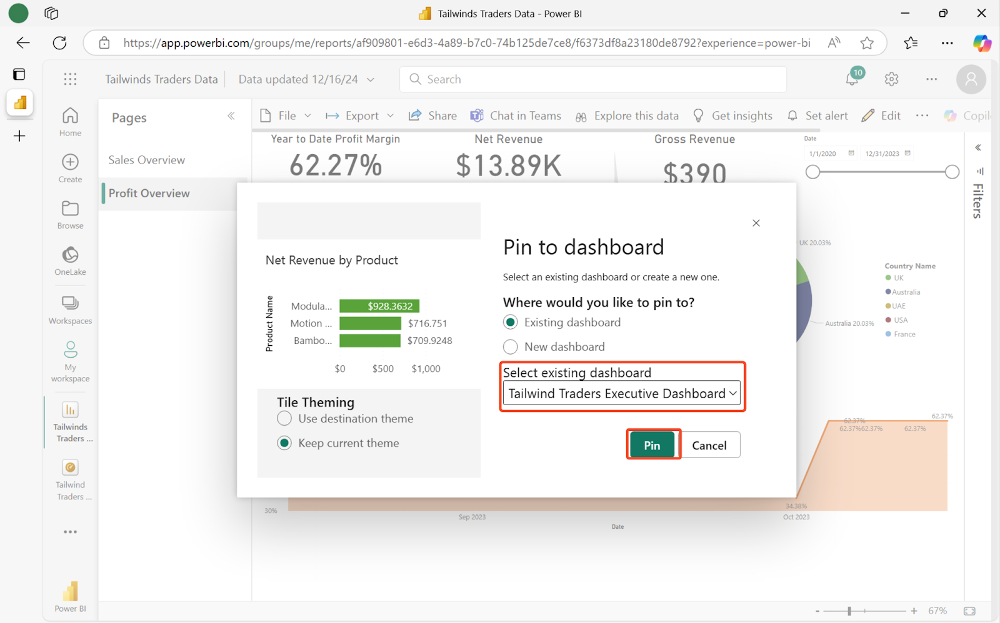 Tailwinds Traders Data - Power BI
https://app.powerbi.com/groups/me/reports/af909801-e6d3-4a89-b7c0-74b125de7ce8/f6373df8a23180de8792?experience=power-bi
Tailwinds Traders Data
Data updated 12/16/24
Search
10
Home
Create
Browse
OneLake
Workspaces
My
workspace
Tailwinds
Traders ...
Tailwind
Traders ...
Power BI
Pages
Sales Overview
Profit Overview
File
Export
Share
Chat in Teams
Explore this data
Get insights
Set alert
Edit
Year to Date Profit Margin
62.27%
Net Revenue
$13.89K
Gross Revenue
$390
Date
1/1/2020
12/31/2023
Filters
Net Revenue by Product
Product Name
Modula... $928.3632
Motion ... $716.751
Bambo... $709.9248
$0 $500 $1,000
Tile Theming
Use destination theme
Keep current theme
Pin to dashboard
Select an existing dashboard or create a new one.
Where would you like to pin to?
Existing dashboard
New dashboard
Select existing dashboard
Tailwind Traders Executive Dashboard
Pin
Cancel
UK 20.03%
Australia 20.03%
Country Name
UK
Australia
UAE
USA
France
62.37%
62.37%
62.37%62.37%
62.37%
34.38%
30%
Sep 2023
Oct 2023
Date
- + 67%